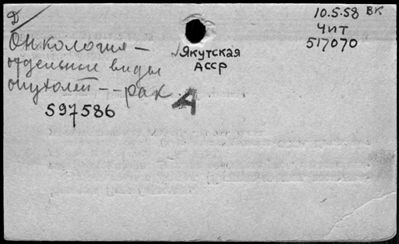 Д
Онкология –
отдельные виды
опухолей -- рак
597586
Якутская
АССР
А
10.5.58 ВК
Чит
517070